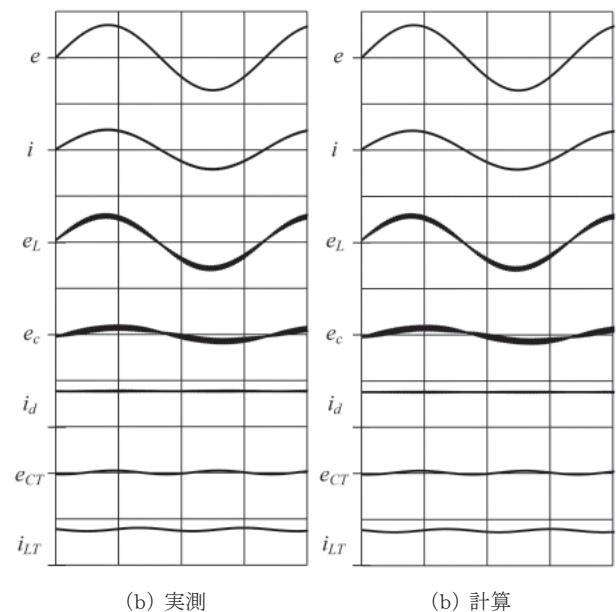 e
e
i
i
e_L
e_L
e_c
e_c
i_d
i_d
e_CT
e_CT
i_LT
i_LT
(b) 実測
(b) 計算